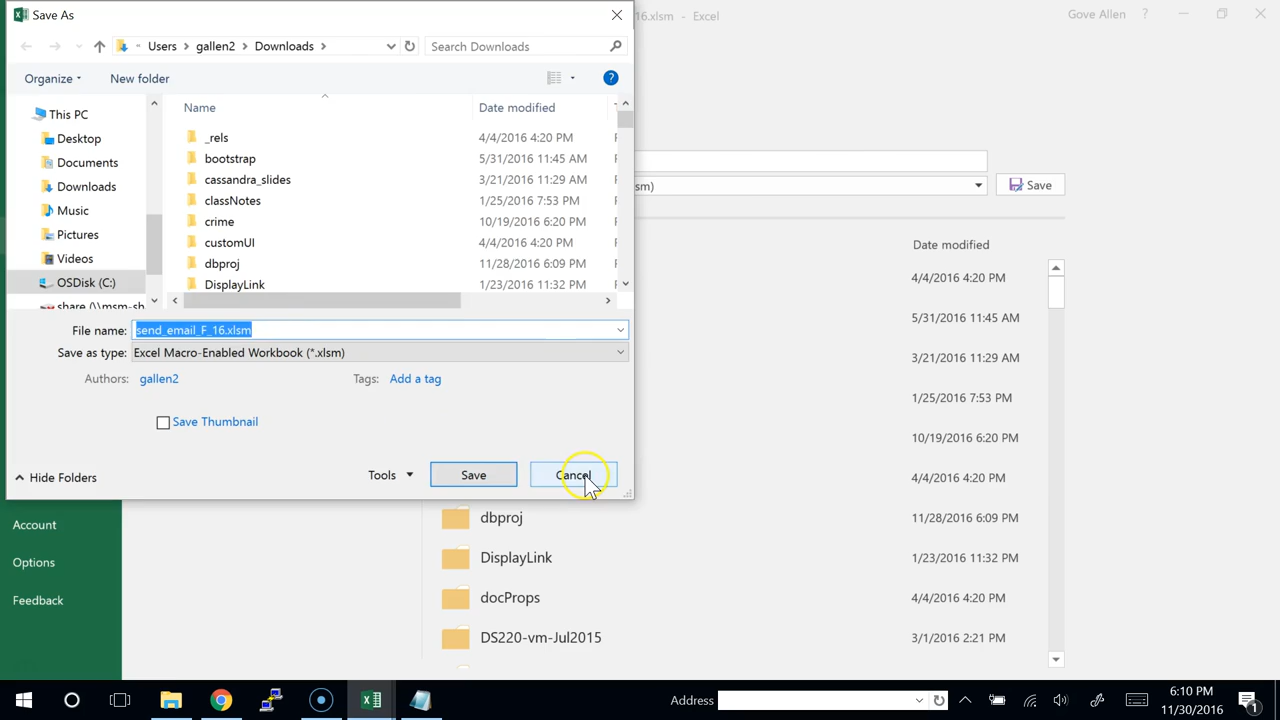 Save As
_16.xlsm - Excel
Gove Allen ?
Users > gallen2 > Downloads >
Search Downloads
Organize
New folder
?
Name
Date modified
This PC
Desktop
Documents
Downloads
Music
Pictures
Videos
OSDisk (C:)
share (\\msm-sh
_rels 4/4/2016 4:20 PM F
bootstrap 5/31/2016 11:45 AM F
cassandra_slides 3/21/2016 11:29 AM F
classNotes 1/25/2016 7:53 PM F
crime 10/19/2016 6:20 PM F
customUI 4/4/2016 4:20 PM F
dbproj 11/28/2016 6:09 PM F
DisplayLink 1/23/2016 11:32 PM F
File name: send_email_F_16.xlsm
Save as type: Excel Macro-Enabled Workbook (*.xlsm)
Authors: gallen2
Tags: Add a tag
Save Thumbnail
Hide Folders
Tools
Save
Cancel
sm)
Save
Date modified
4/4/2016 4:20 PM
5/31/2016 11:45 AM
3/21/2016 11:29 AM
1/25/2016 7:53 PM
10/19/2016 6:20 PM
4/4/2016 4:20 PM
dbproj 11/28/2016 6:09 PM
DisplayLink 1/23/2016 11:32 PM
docProps 4/4/2016 4:20 PM
DS220-vm-Jul2015 3/1/2016 2:21 PM
Account
Options
Feedback
Address
6:10 PM
11/30/2016
1